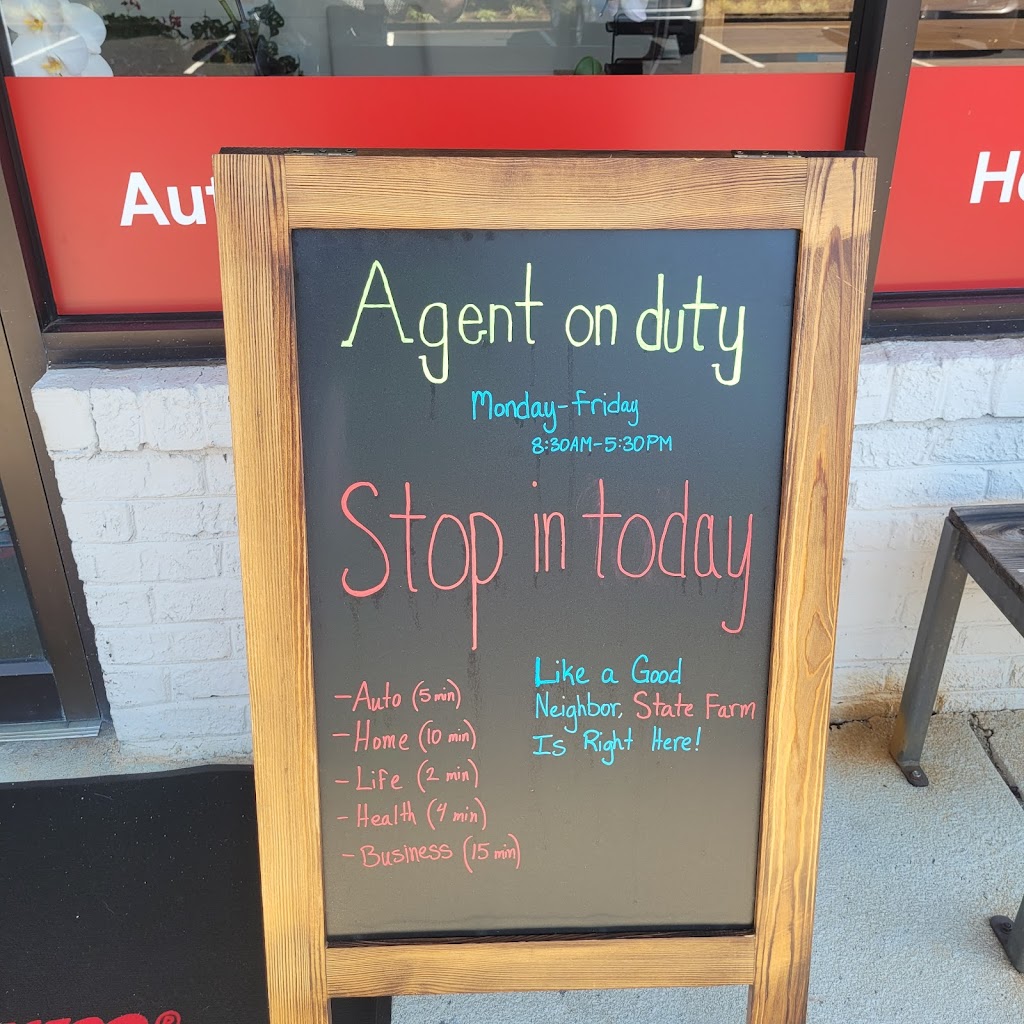 Agent on duty
Monday-Friday
8:30AM-5:30PM
Stop in today
-Auto (5 min)
-Home (10 min)
-Life (2 min)
-Health (4 min)
-Business (15 min)
Like a Good
Neighbor, State Farm
Is Right Here!